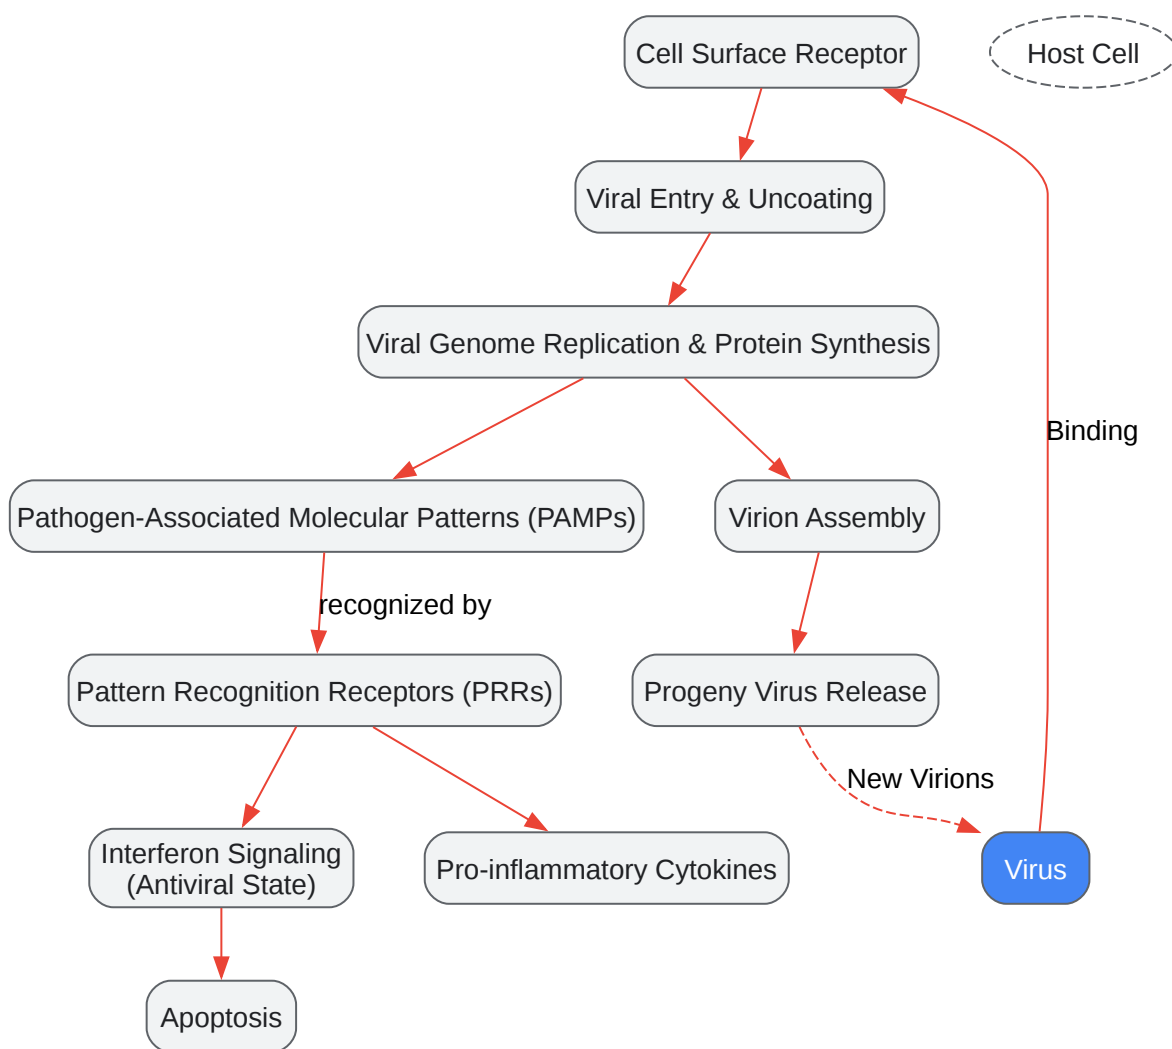 Cell Surface Receptor
Host Cell
Viral Entry & Uncoating
Viral Genome Replication & Protein Synthesis
Binding
Pathogen-Associated Molecular Patterns (PAMPs)
Virion Assembly
recognized by
Pattern Recognition Receptors (PRRs)
Progeny Virus Release
New Virions
Interferon Signaling
(Antiviral State)
Pro-inflammatory Cytokines
Virus
Apoptosis